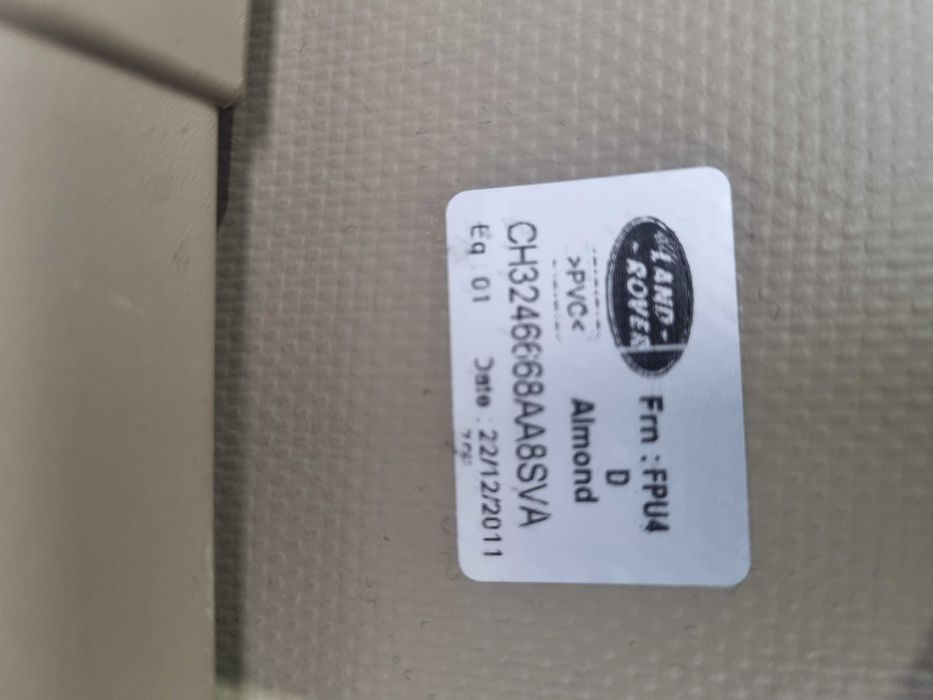 LAND-
-ROVER
Frn : FPU4
D
>PVC<
Almond
CH3246668AA8SVA
Eq : 01 Date : 22/12/2011